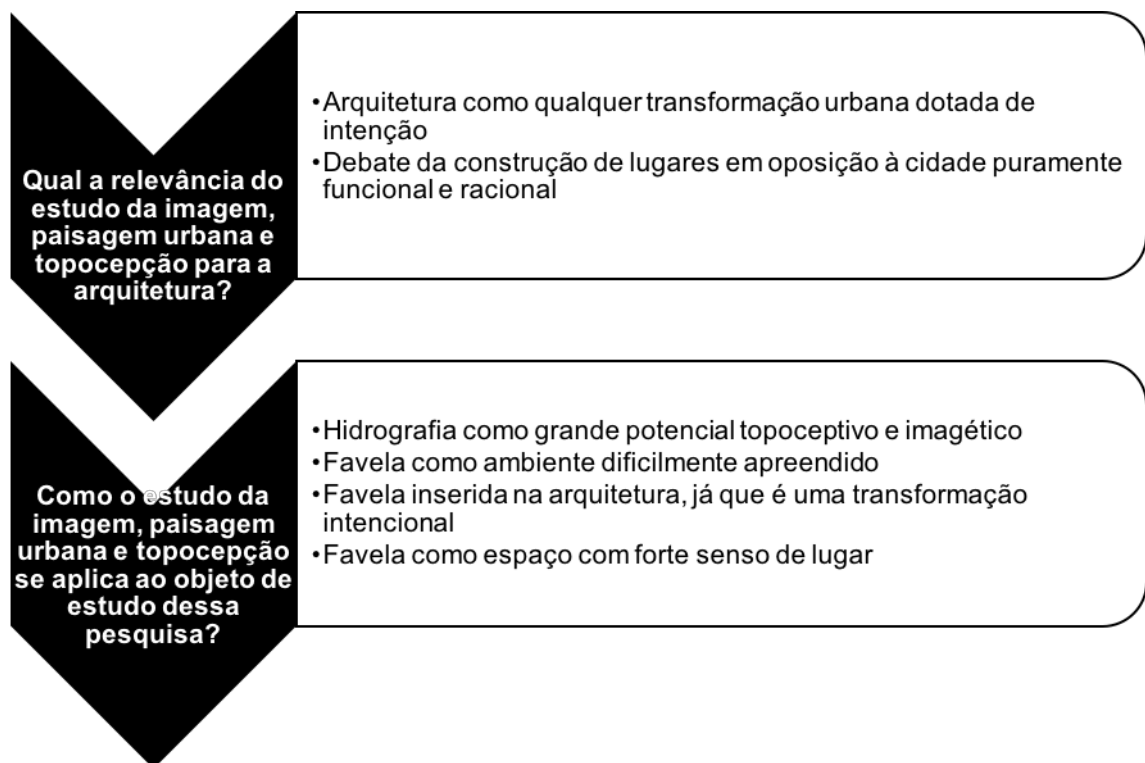 Qual a relevância do
estudo da imagem,
paisagem urbana e
topocepção para a
arquitetura?
•Arquitetura como qualquer transformação urbana dotada de
intenção
•Debate da construção de lugares em oposição à cidade puramente
funcional e racional
Como o estudo da
imagem, paisagem
urbana e topocepção
se aplica ao objeto de
estudo dessa
pesquisa?
•Hidrografia como grande potencial topoceptivo e imagético
•Favela como ambiente dificilmente apreendido
•Favela inserida na arquitetura, já que é uma transformação
intencional
•Favela como espaço com forte senso de lugar